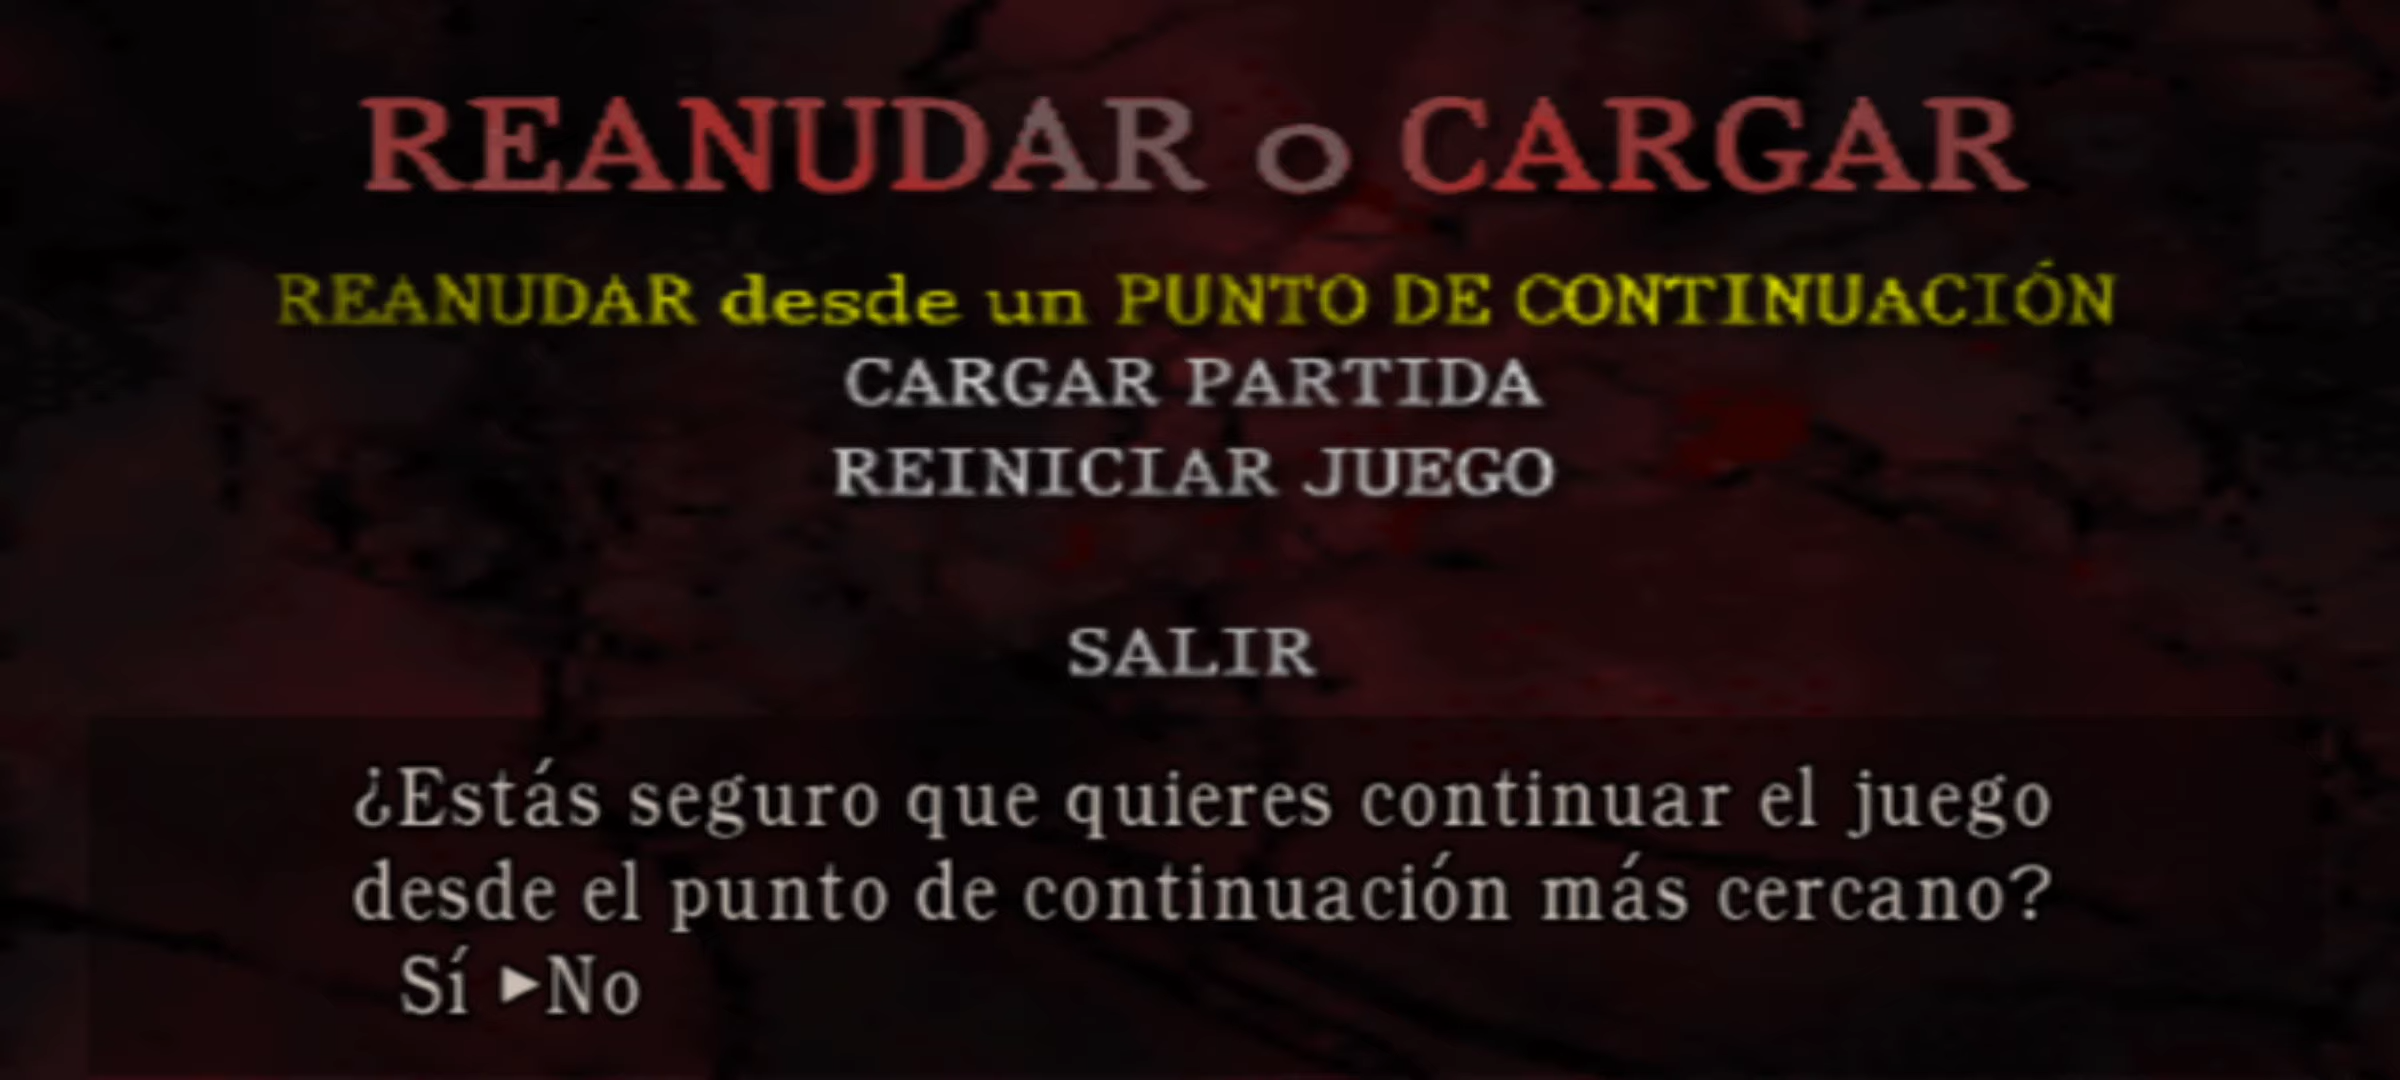 REANUDAR o CARGAR
REANUDAR desde un PUNTO DE CONTINUACIÓN
CARGAR PARTIDA
REINICIAR JUEGO
SALIR
¿Estás seguro que quieres continuar el juego
desde el punto de continuación más cercano?
Sí ►No